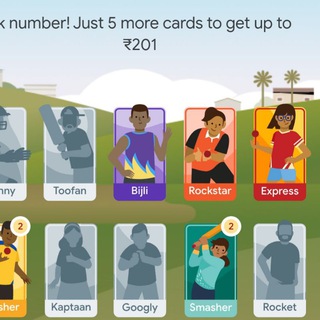 k number! Just 5 more cards to get up to
₹201
nny Toofan Bijli Rockstar Express
2 2
sher Kaptaan Googly Smasher Rocket